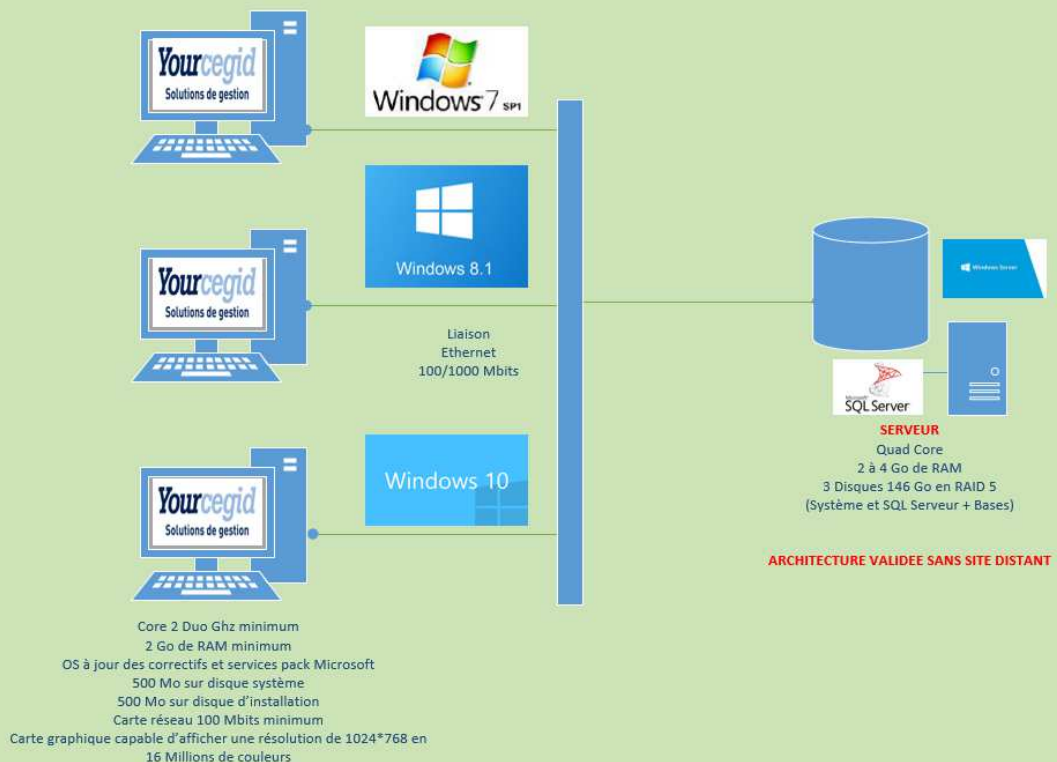 Yourcegid
Solutions de gestion
Windows 7 SP1
Yourcegid
Solutions de gestion
Windows 8.1
Liaison
Ethernet
100/1000 Mbits
Windows Server
Microsoft
SQL Server
SERVEUR
Quad Core
2 à 4 Go de RAM
3 Disques 146 Go en RAID 5
(Système et SQL Serveur + Bases)
Yourcegid
Solutions de gestion
Windows 10
ARCHITECTURE VALIDEE SANS SITE DISTANT
Core 2 Duo Ghz minimum
2 Go de RAM minimum
OS à jour des correctifs et services pack Microsoft
500 Mo sur disque système
500 Mo sur disque d'installation
Carte réseau 100 Mbits minimum
Carte graphique capable d'afficher une résolution de 1024*768 en
16 Millions de couleurs